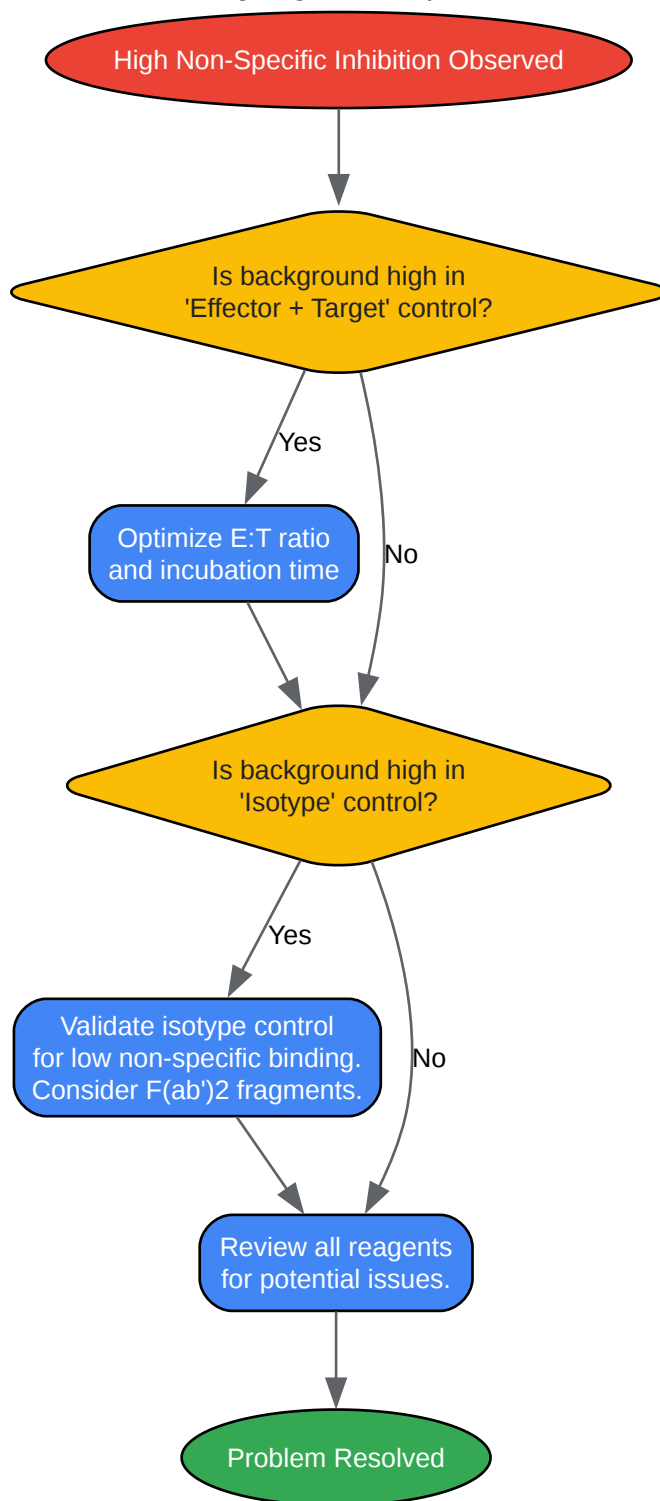 High Non-Specific Inhibition Observed
Is background high in
'Effector + Target' control?
Yes
Optimize E:T ratio
and incubation time
No
Is background high in
'Isotype' control?
Yes
Validate isotype control
for low non-specific binding.
Consider F(ab')2 fragments.
No
Review all reagents
for potential issues.
Problem Resolved